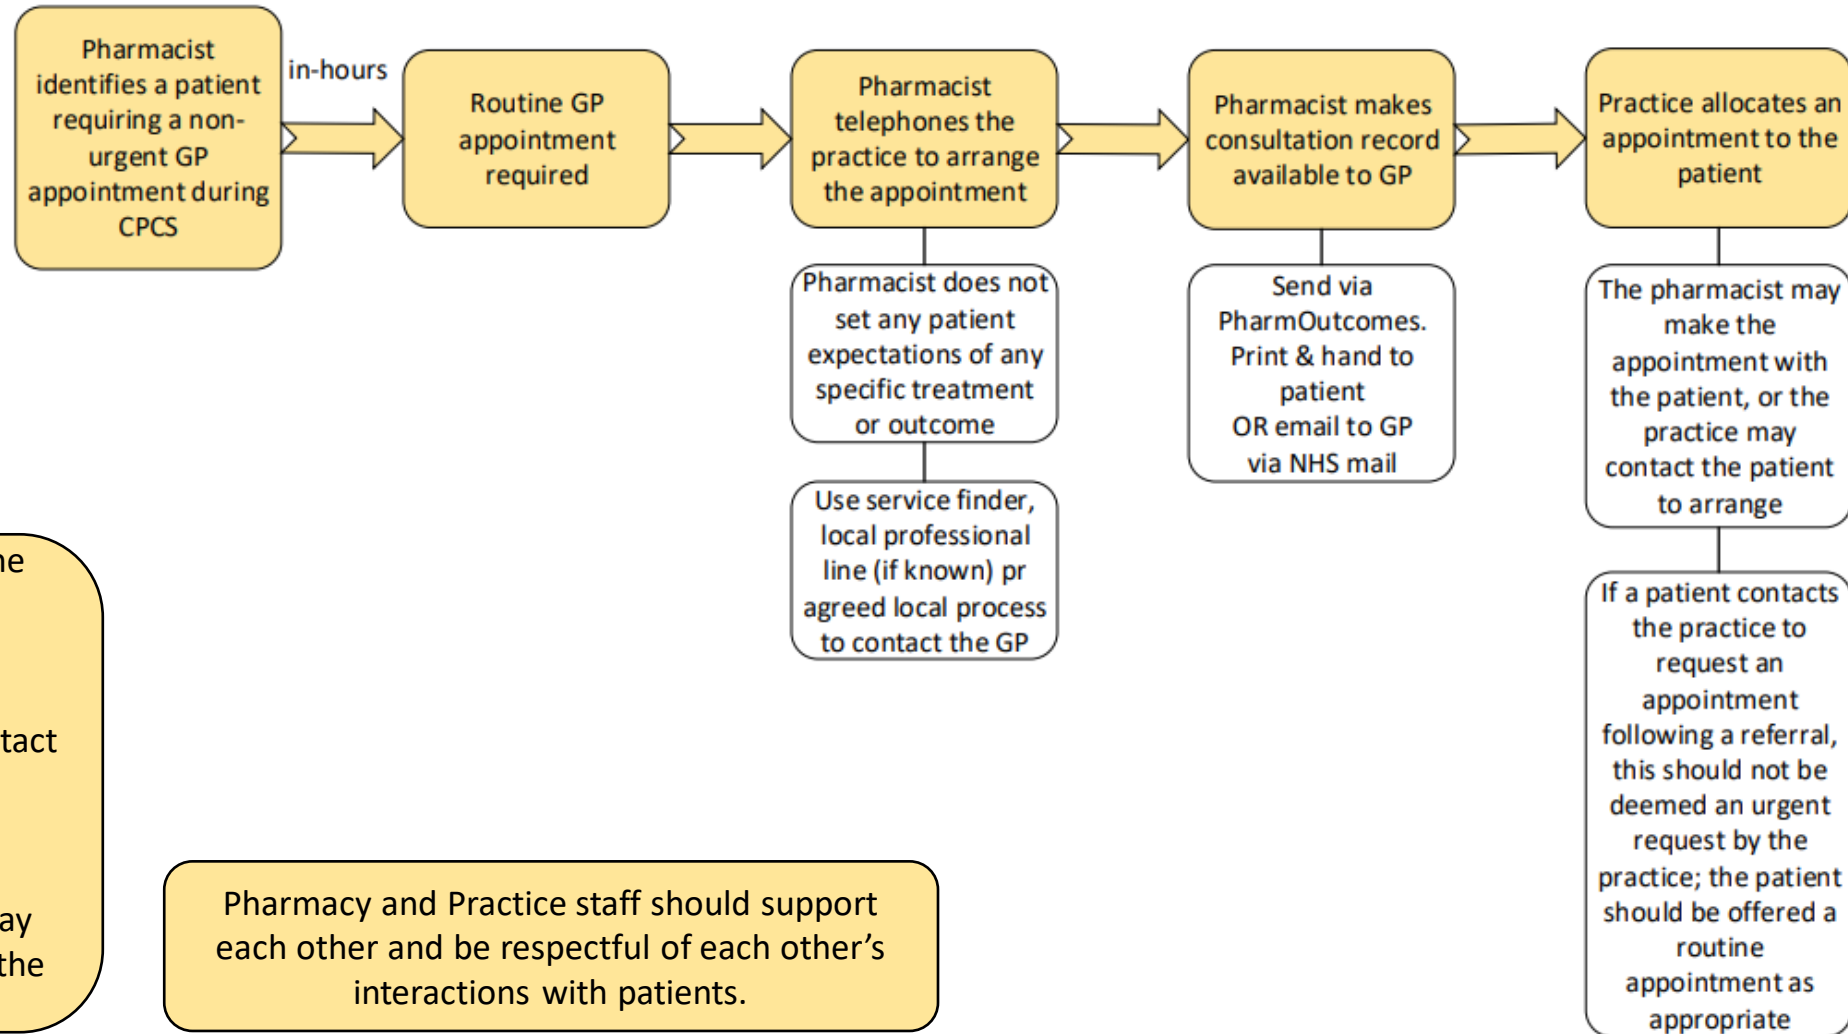 Pharmacist
identifies a patient
requiring a non-
urgent GP
appointment during
CPCS
in-hours
Routine GP
appointment
required
Pharmacist
telephones the
practice to arrange
the appointment
Pharmacist makes
consultation record
available to GP
Practice allocates an
appointment to the
patient
Pharmacist does not
set any patient
expectations of any
specific treatment
or outcome
Use service finder,
local professional
line (if known) pr
agreed local process
to contact the GP
Send via
PharmOutcomes.
Print & hand to
patient
OR email to GP
via NHS mail
The pharmacist may
make the
appointment with
the patient, or the
practice may
contact the patient
to arrange
If a patient contacts
the practice to
request an
appointment
following a referral,
this should not be
deemed an urgent
request by the
practice; the patient
should be offered a
routine
appointment as
appropriate
the
Pharmacy and Practice staff should support
each other and be respectful of each other’s
interactions with patients.